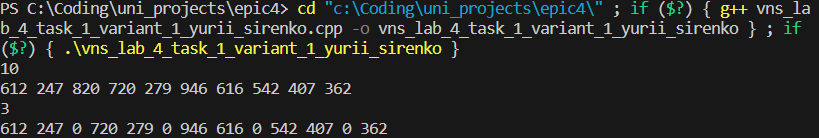 PS C:\Coding\uni_projects\epic4> cd "c:\Coding\uni_projects\epic4\" ; if ($?) { g++ vns_la
b_4_task_1_variant_1_yurii_sirenko.cpp -o vns_lab_4_task_1_variant_1_yurii_sirenko } ; if
($?) { .\vns_lab_4_task_1_variant_1_yurii_sirenko }
10
612 247 820 720 279 946 616 542 407 362
3
612 247 0 720 279 0 946 616 0 542 407 0 362